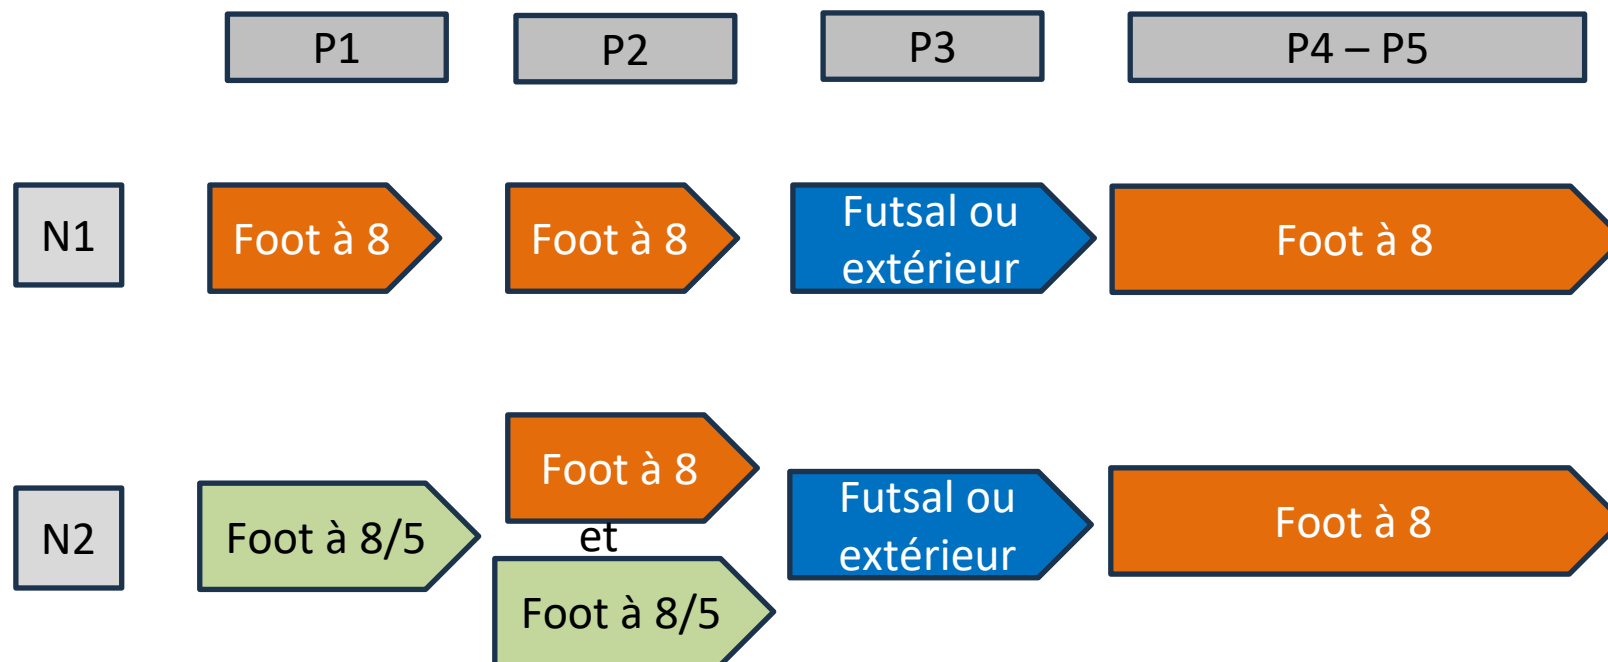 P1
P2
P3
P4 – P5
N1
Foot à 8
Foot à 8
Futsal ou
extérieur
Foot à 8
N2
Foot à 8/5
Foot à 8
et
Foot à 8/5
Futsal ou
extérieur
Foot à 8